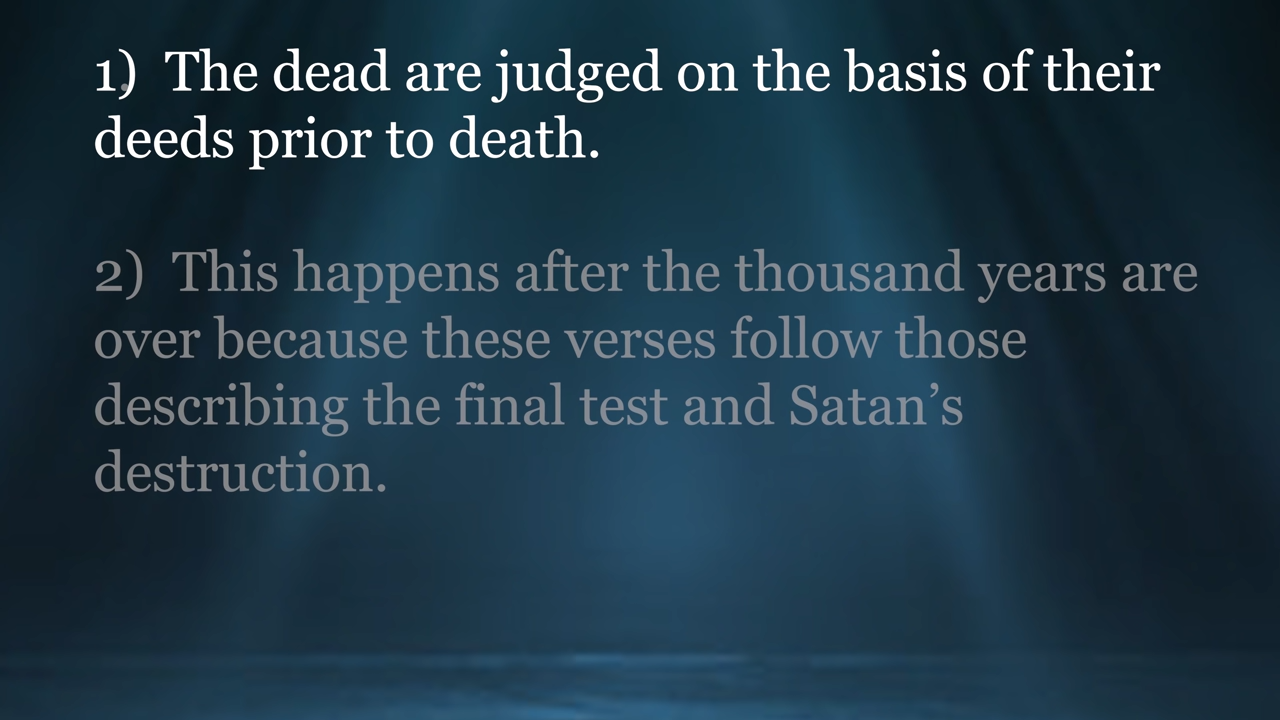 1)  The dead are judged on the basis of their
deeds prior to death.
2)  This happens after the thousand years are
over because these verses follow those
describing the final test and Satan’s
destruction.